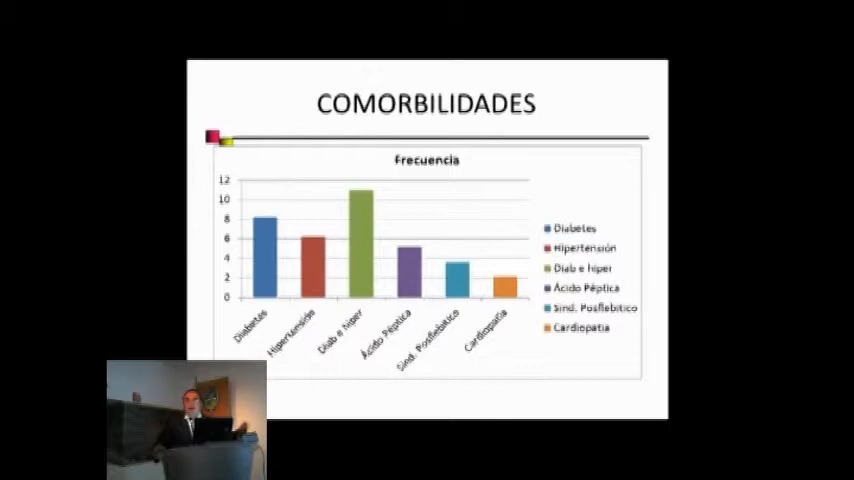 COMORBILIDADES
Frecuencia
12
10
8
6
4
2
0
Diabetes
Hipertensión
Diab e hiper
Ácido Péptica
Sind. Posflebitico
Cardiopatia
Diabetes
Hipertensión
Diab e hiper
Ácido Péptica
Sind. Posflebitico
Cardiopatia